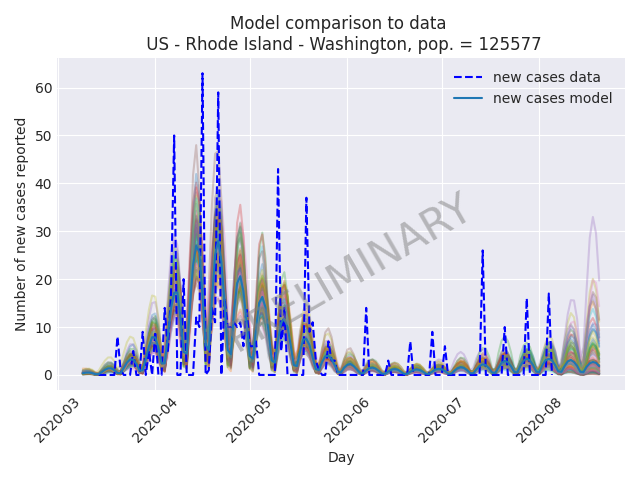 Model comparison to data
US - Rhode Island - Washington, pop. = 125577
Number of new cases reported
60
50
40
30
20
10
0
new cases data
new cases model
2020-03
2020-04
2020-05
2020-06
2020-07
2020-08
Day